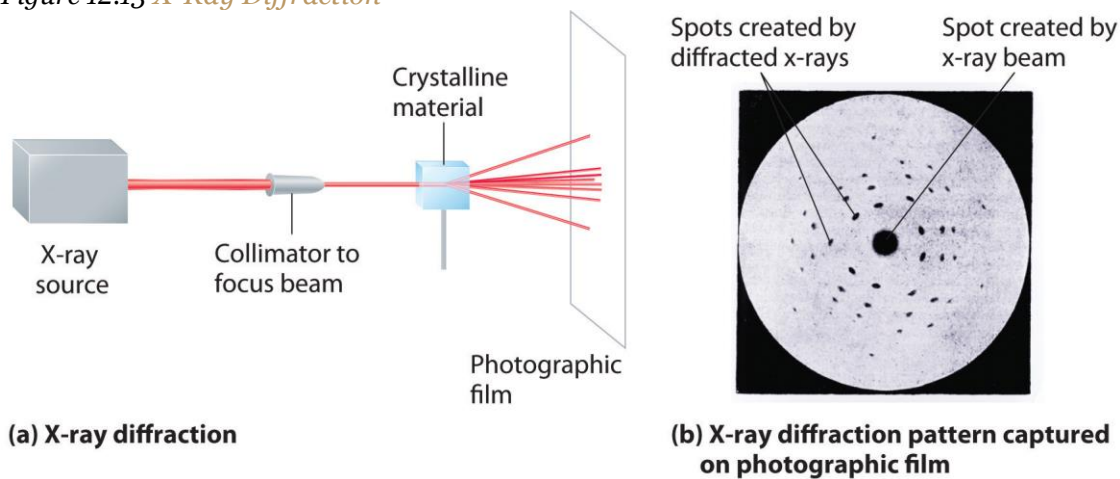 Figure 12.13 X-Ray Diffraction
Crystalline
material
X-ray
source
Collimator to
focus beam
Photographic
film
(a) X-ray diffraction
Spots created by
diffracted x-rays
Spot created by
x-ray beam
(b) X-ray diffraction pattern captured
on photographic film